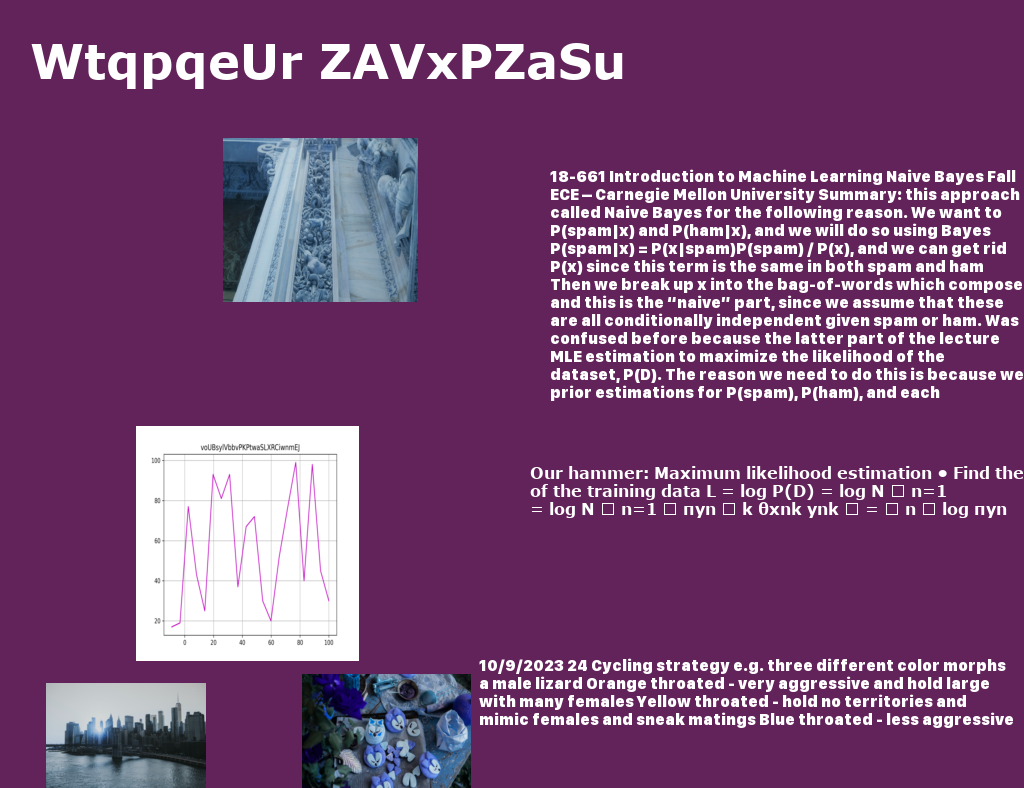 WtqpqeUr ZAVxPZaSu
18-661 Introduction to Machine Learning Naive Bayes Fall
ECE – Carnegie Mellon University Summary: this approach
called Naive Bayes for the following reason. We want to
P(spam|x) and P(ham|x), and we will do so using Bayes
P(spam|x) = P(x|spam)P(spam) / P(x), and we can get rid
P(x) since this term is the same in both spam and ham
Then we break up x into the bag-of-words which compose
and this is the “naive” part, since we assume that these
are all conditionally independent given spam or ham. Was
confused before because the latter part of the lecture
MLE estimation to maximize the likelihood of the
dataset, P(D). The reason we need to do this is because we
prior estimations for P(spam), P(ham), and each
voUBsylVbbvPKPtwaSLXRCiwnmEJ
100
80
60
40
20
0 20 40 60 80 100
Our hammer: Maximum likelihood estimation • Find the
of the training data L = log P(D) = log N □ n=1
= log N □ n=1 □ πyn □ k θxnk ynk □ = □ n □ log πyn
10/9/2023 24 Cycling strategy e.g. three different color morphs
a male lizard Orange throated - very aggressive and hold large
with many females Yellow throated - hold no territories and
mimic females and sneak matings Blue throated - less aggressive